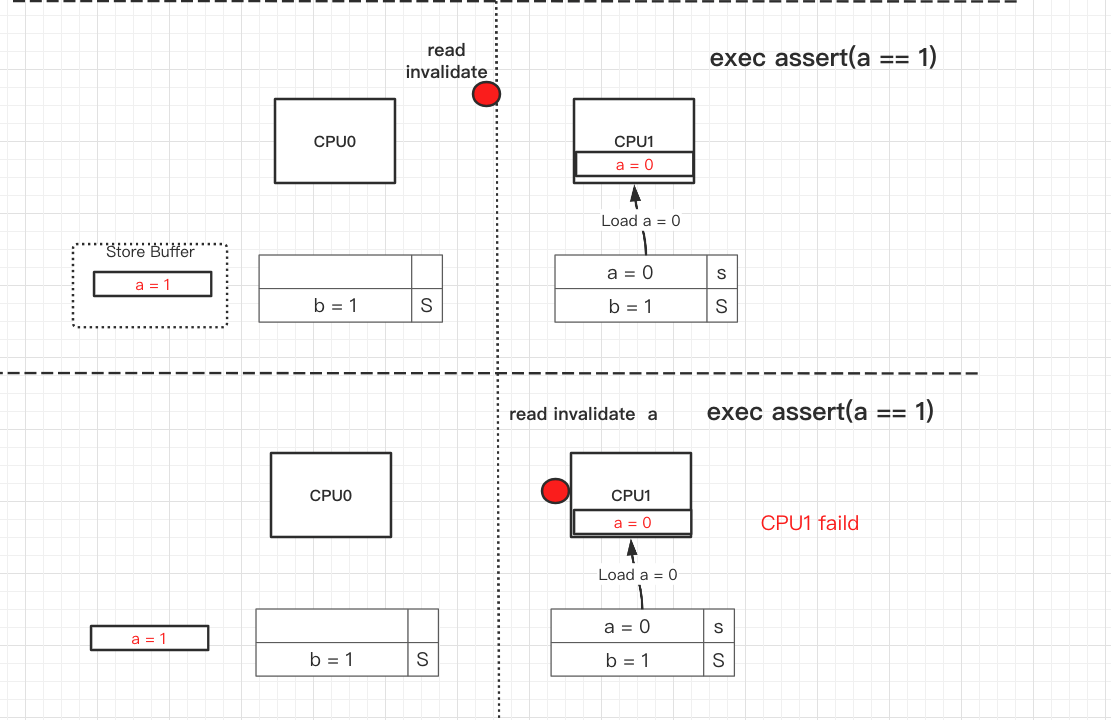 read
invalidate
exec assert(a == 1)
CPU0
CPU1
a = 0
Load a = 0
Store Buffer
a = 1
b = 1 S
a = 0 s
b = 1 S
read invalidate a
exec assert(a == 1)
CPU0
CPU1
a = 0
CPU1 faild
Load a = 0
a = 1
b = 1 S
a = 0 s
b = 1 S